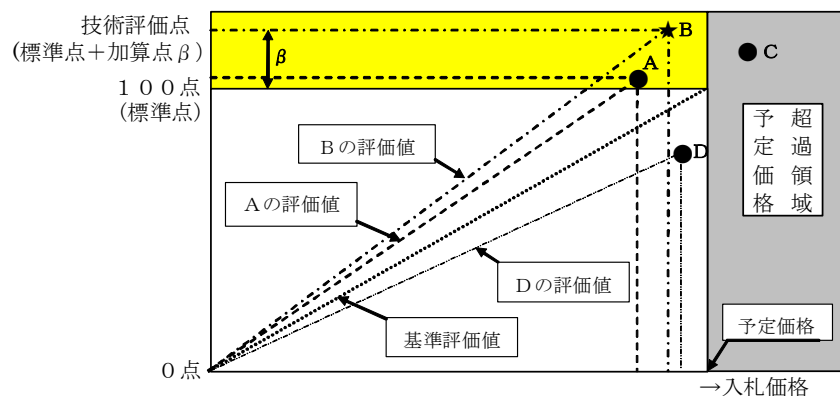 技術評価点
(標準点＋加算点β)
β
B
C
A
１００点
(標準点)
Bの評価値
D
予定価格
超過領域
Aの評価値
Dの評価値
基準評価値
予定価格
０点
→入札価格